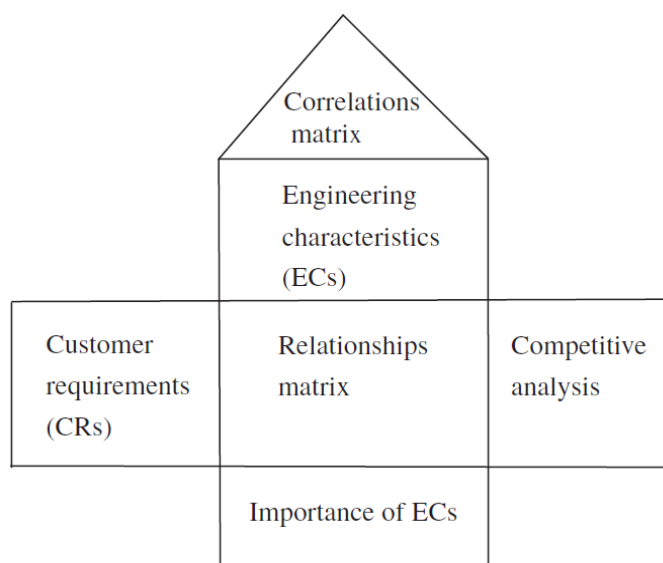 Correlations
matrix
Engineering
characteristics
(ECs)
Customer
requirements
(CRs)
Relationships
matrix
Competitive
analysis
Importance of ECs